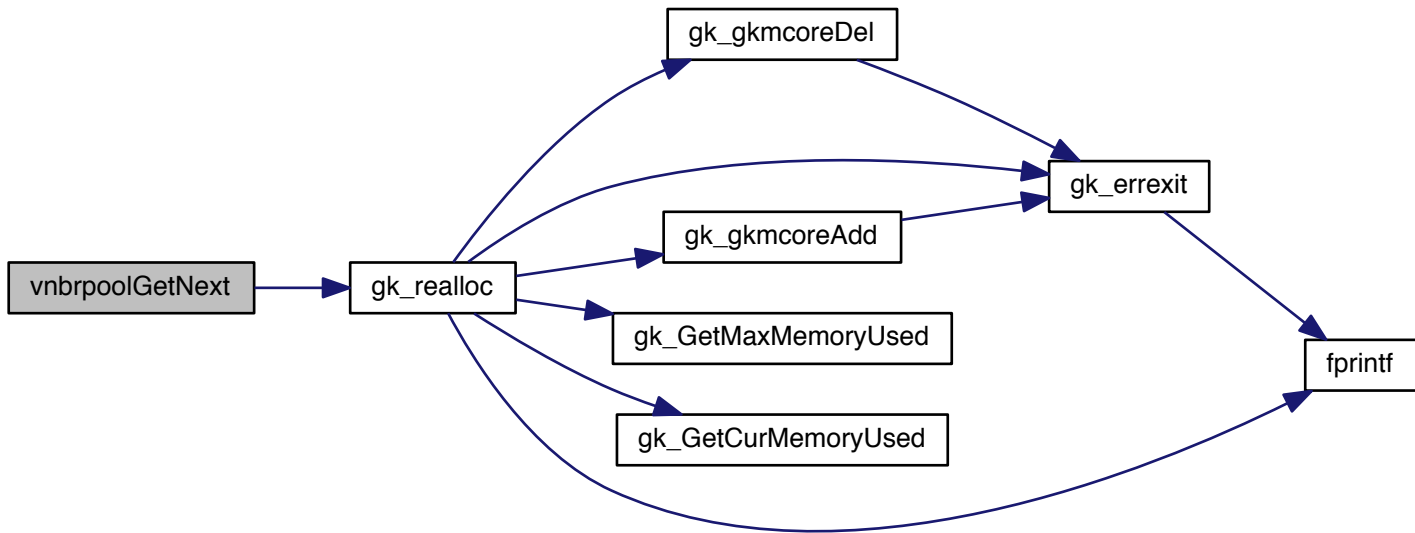 gk_gkmcoreDel
gk_errexit
gk_gkmcoreAdd
vnbrpoolGetNext
gk_realloc
gk_GetMaxMemoryUsed
fprintf
gk_GetCurMemoryUsed